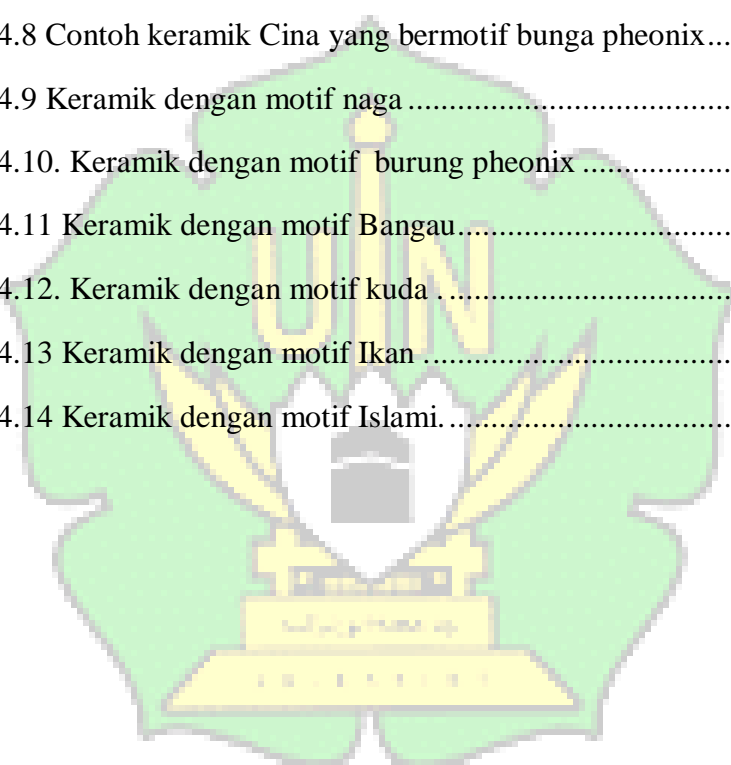 4.8 Contoh keramik Cina yang bermotif bunga pheonix...
4.9 Keramik dengan motif naga ....................................
4.10. Keramik dengan motif  burung pheonix .................
4.11 Keramik dengan motif Bangau..............................
4.12. Keramik dengan motif kuda . ................................
4.13 Keramik dengan motif Ikan ...................................
4.14 Keramik dengan motif Islami. ................................
UIN